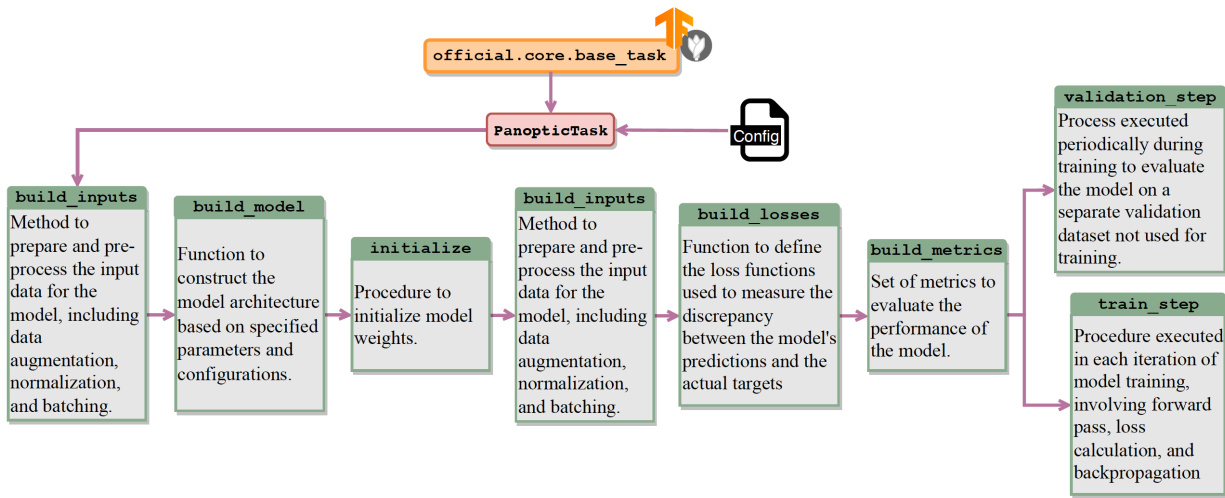 official.core.base_task
PanopticTask
Config
build_inputs
Method to
prepare and pre-
process the input
data for the
model, including
data
augmentation,
normalization,
and batching.
build_model
Function to
construct the
model architecture
based on specified
parameters and
configurations.
initialize
Procedure to
initialize model
weights.
build_inputs
Method to
prepare and pre-
process the input
data for the
model, including
data
augmentation,
normalization,
and batching.
build_losses
Function to define
the loss functions
used to measure the
discrepancy
between the model's
predictions and the
actual targets
build_metrics
Set of metrics to
evaluate the
performance of
the model.
validation_step
Process executed
periodically during
training to evaluate
the model on a
separate validation
dataset not used for
training.
train_step
Procedure executed
in each iteration of
model training,
involving forward
pass, loss
calculation, and
backpropagation